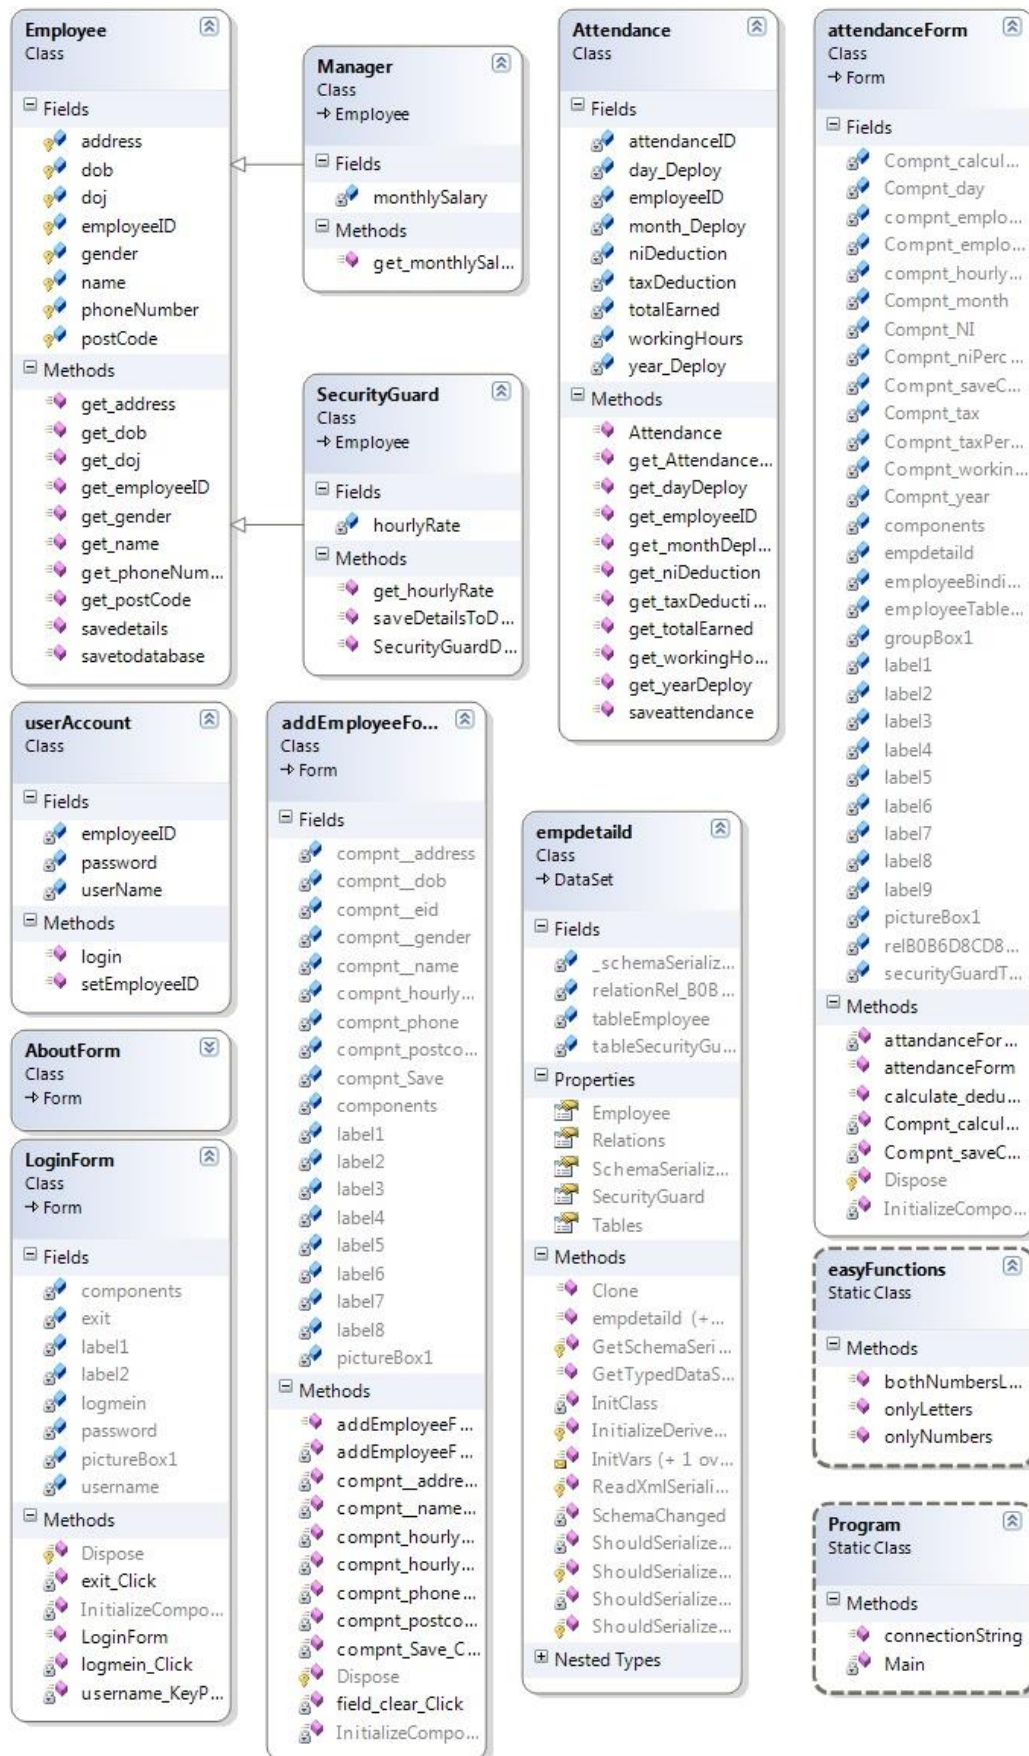 Employee
Class
Fields
address
dob
doj
employeeID
gender
name
phoneNumber
postCode
Methods
get_address
get_dob
get_doj
get_employeeID
get_gender
get_name
get_phoneNum...
get_postCode
savedetails
savetodatabase
Manager
Class
Employee
Fields
monthlySalary
Methods
get_monthlySal...
SecurityGuard
Class
Employee
Fields
hourlyRate
Methods
get_hourlyRate
saveDetailsToD...
SecurityGuardD...
Attendance
Class
Fields
attendanceID
day_Deploy
employeeID
month_Deploy
niDeduction
taxDeduction
totalEarned
workingHours
year_Deploy
Methods
Attendance
get_Attendance...
get_dayDeploy
get_employeeID
get_monthDepl...
get_niDeduction
get_taxDeducti...
get_totalEarned
get_workingHo...
get_yearDeploy
saveattendance
attendanceForm
Class
Form
Fields
Compnt_calcul...
Compnt_day
compnt_emplo...
Compnt_emplo...
compnt_hourly...
Compnt_month
Compnt_NI
Compnt_niPerc...
Compnt_saveC...
Compnt_tax
Compnt_taxPer...
Compnt_workin...
Compnt_year
components
empdetaild
employeeBindi...
employeeTable...
groupBox1
label1
label2
label3
label4
label5
label6
label7
label8
label9
pictureBox1
relB0B6D8CD8...
securityGuardT...
Methods
attandanceFor...
attendanceForm
calculate_dedu...
Compnt_calcul...
Compnt_saveC...
Dispose
InitializeCompo...
userAccount
Class
Fields
employeeID
password
userName
Methods
login
setEmployeeID
AboutForm
Class
Form
LoginForm
Class
Form
Fields
components
exit
label1
label2
logmein
password
pictureBox1
username
Methods
Dispose
exit_Click
InitializeCompo...
LoginForm
logmein_Click
username_KeyP...
addEmployeeFo...
Class
Form
Fields
compnt__address
compnt__dob
compnt__eid
compnt__gender
compnt__name
compnt_hourly...
compnt_phone
compnt_postco...
compnt_Save
components
label1
label2
label3
label4
label5
label6
label7
label8
pictureBox1
Methods
addEmployeeF...
addEmployeeF...
compnt__addre...
compnt__name...
compnt_hourly...
compnt_hourly...
compnt_phone...
compnt_postco...
compnt_Save_C...
Dispose
field_clear_Click
InitializeCompo...
empdetaild
Class
DataSet
Fields
_schemaSerializ...
relationRel_B0B...
tableEmployee
tableSecurityGu...
Properties
Employee
Relations
SchemaSerializ...
SecurityGuard
Tables
Methods
Clone
empdetaild (+...
GetSchemaSeri...
GetTypedDataS...
InitClass
InitializeDerive...
InitVars (+ 1 ov...
ReadXmlSeriali...
SchemaChanged
ShouldSerialize...
ShouldSerialize...
ShouldSerialize...
ShouldSerialize...
Nested Types
easyFunctions
Static Class
Methods
bothNumbersL...
onlyLetters
onlyNumbers
Program
Static Class
Methods
connectionString
Main